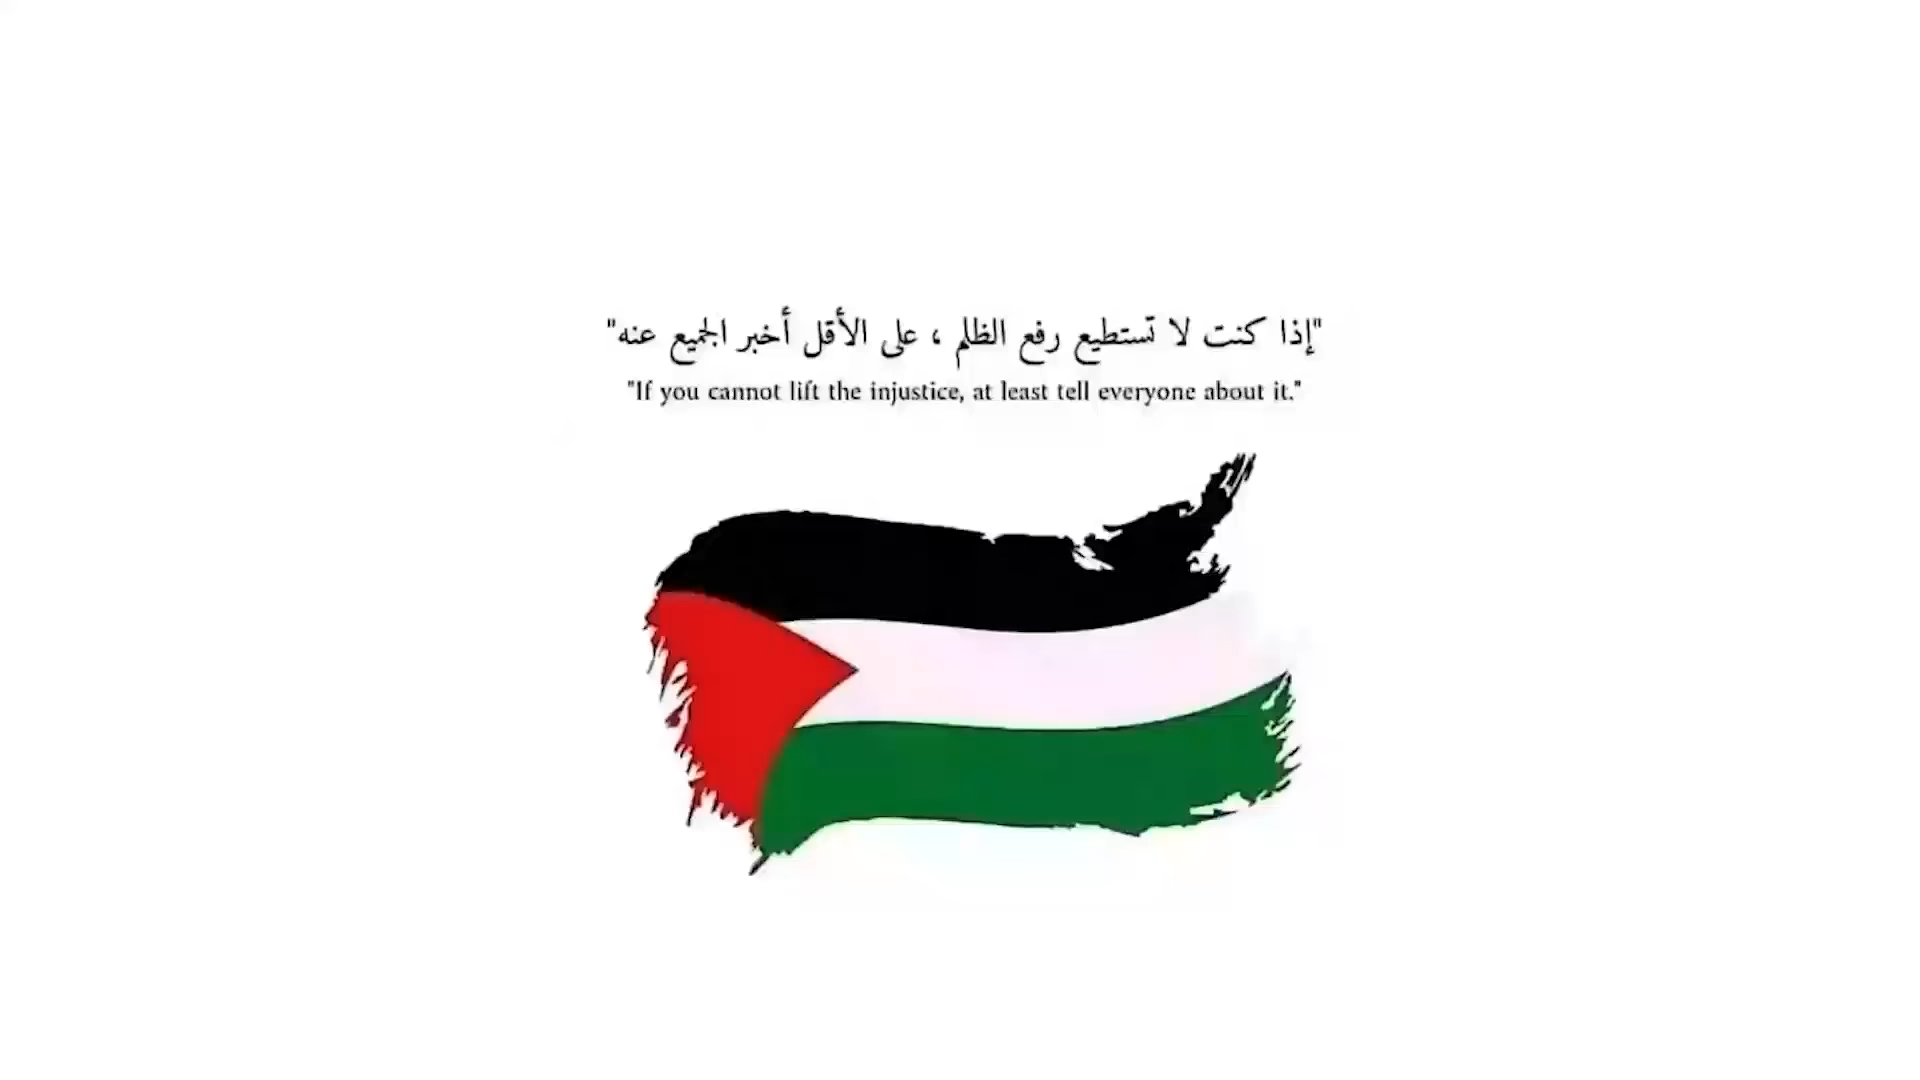 "إذا كنت لا تستطيع رفع الظلم ، على الأقل أخبر الجميع عنه"
"If you cannot lift the injustice, at least tell everyone about it."